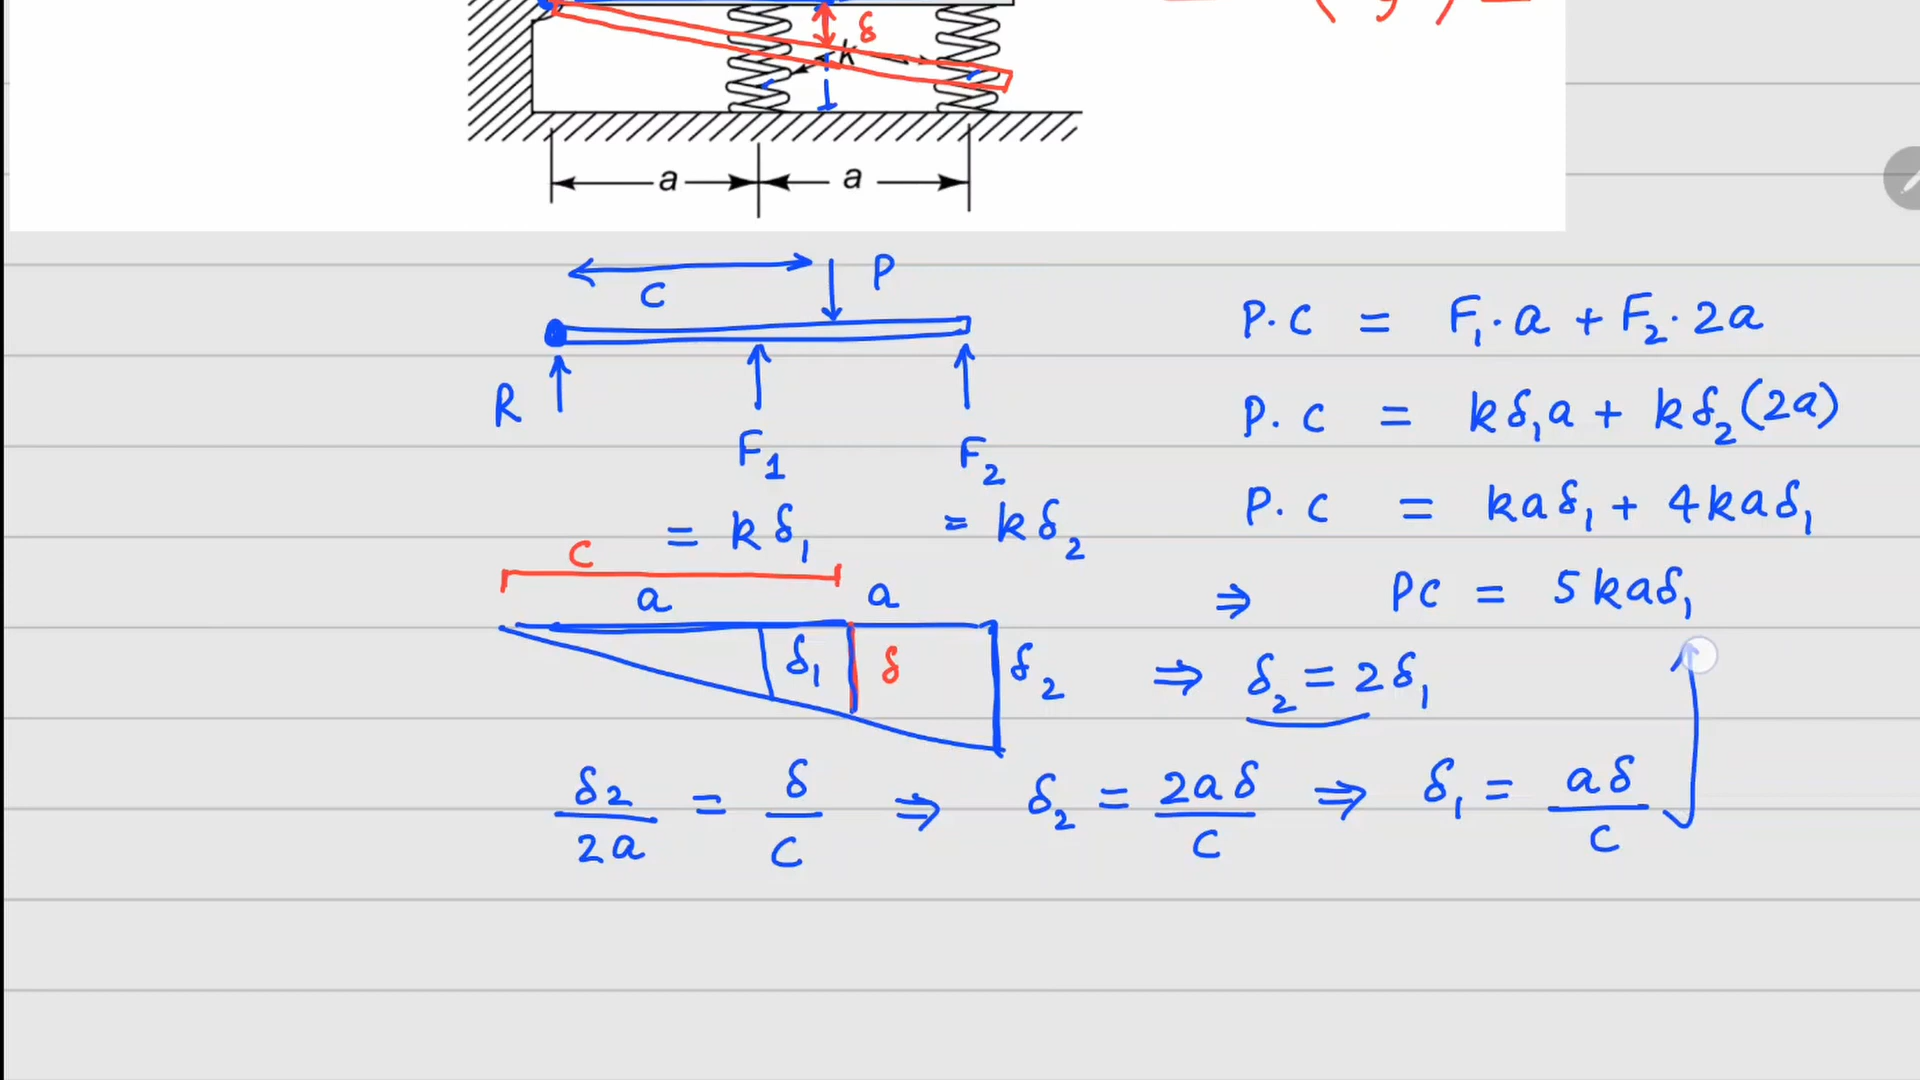 δ
k
a a
C P
R
F₁ F₂
= kδ₁ = kδ₂
C
a a
δ₁ δ δ₂
P·C = F₁·a + F₂·2a
P·C = kδ₁a + kδ₂(2a)
P·C = kaδ₁ + 4kaδ₁
⇒ PC = 5kaδ₁
⇒ δ₂ = 2δ₁
δ₂/2a = δ/C ⇒ δ₂ = 2aδ/C ⇒ δ₁ = aδ/C